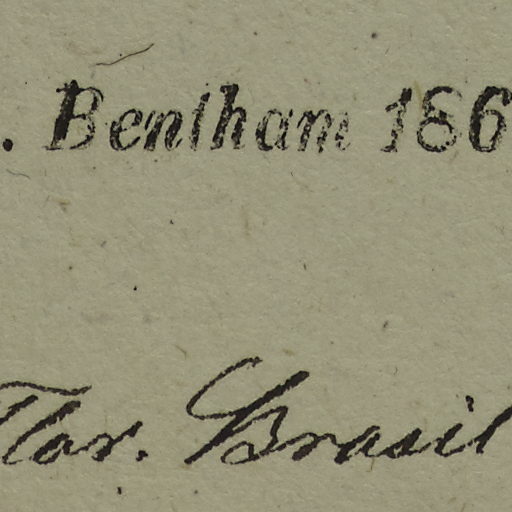 . Bentham 186
Flor. Brasil